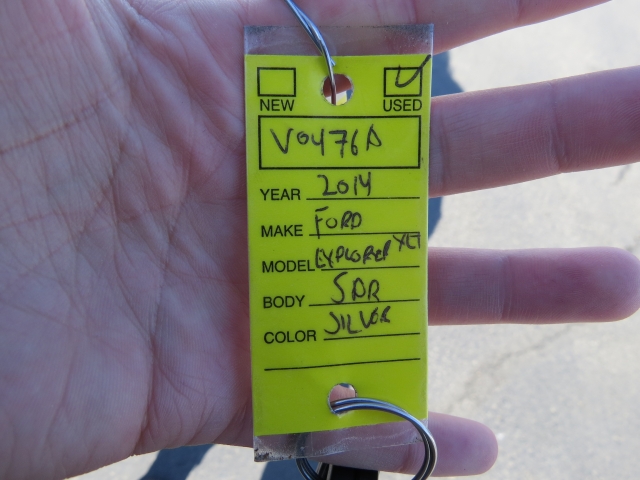 NEW USED
V0476A
YEAR 2014
MAKE FORD
MODEL EXPLORER XLT
BODY 5DR
COLOR SILVER